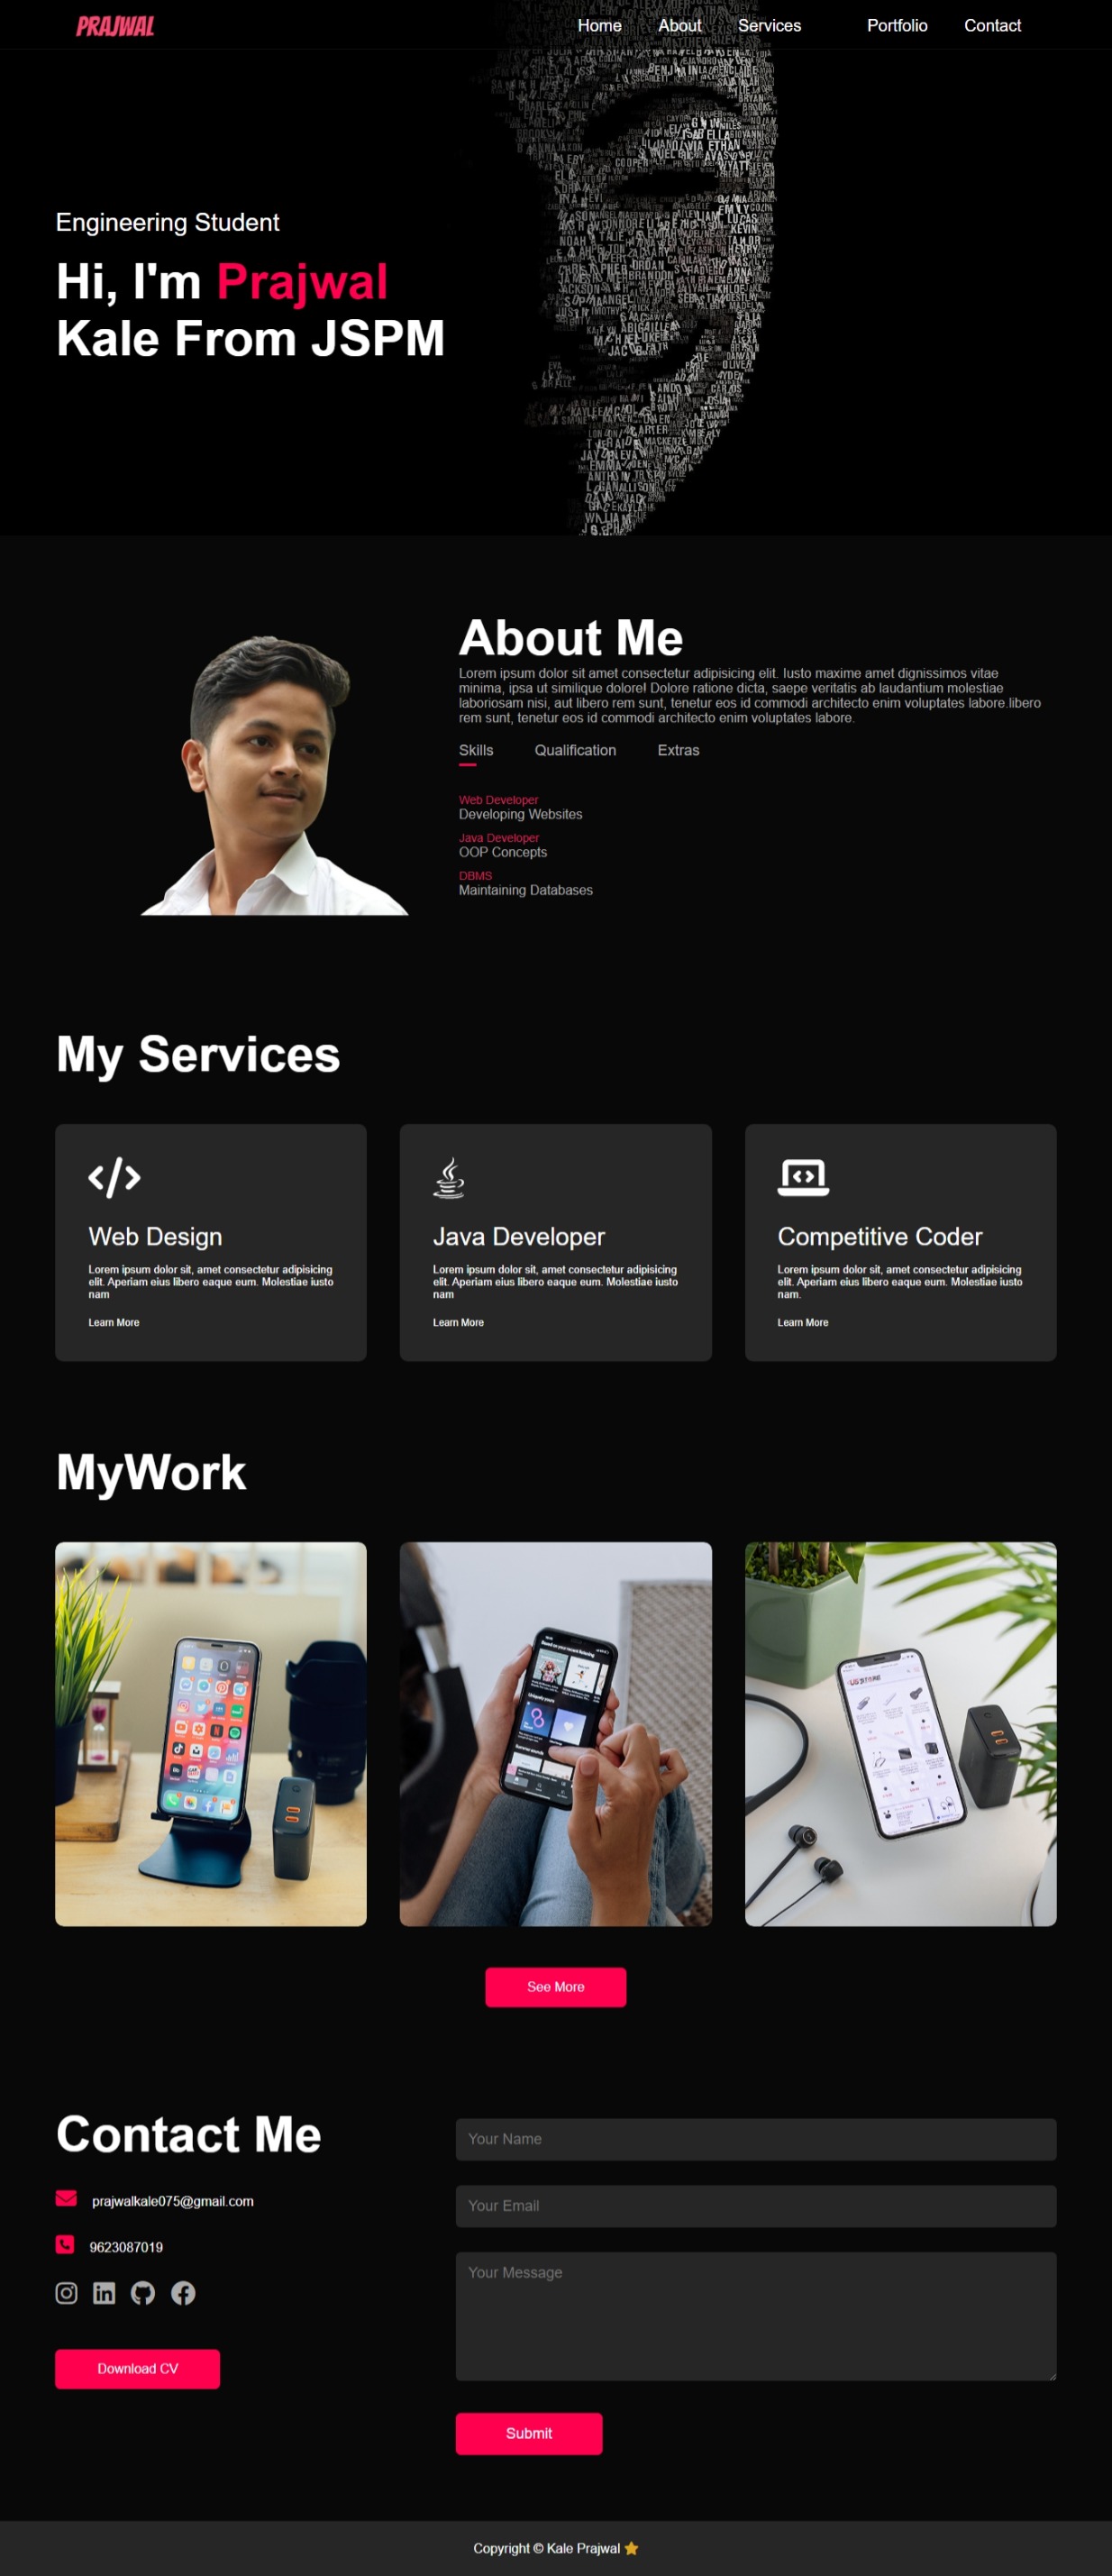 PRAJWAL
Home About Services Portfolio Contact
Engineering Student
Hi, I'm Prajwal
Kale From JSPM
About Me
Lorem ipsum dolor sit amet consectetur adipisicing elit. Iusto maxime amet dignissimos vitae
minima, ipsa ut similique dolore! Dolore ratione dicta, saepe veritatis ab laudantium molestiae
laboriosam nisi, aut libero rem sunt, tenetur eos id commodi architecto enim voluptates labore.libero
rem sunt, tenetur eos id commodi architecto enim voluptates labore.
Skills Qualification Extras
Web Developer
Developing Websites
Java Developer
OOP Concepts
DBMS
Maintaining Databases
My Services
Web Design
Lorem ipsum dolor sit, amet consectetur adipisicing
elit. Aperiam eius libero eaque eum. Molestiae iusto
nam
Learn More
Java Developer
Lorem ipsum dolor sit, amet consectetur adipisicing
elit. Aperiam eius libero eaque eum. Molestiae iusto
nam
Learn More
Competitive Coder
Lorem ipsum dolor sit, amet consectetur adipisicing
elit. Aperiam eius libero eaque eum. Molestiae iusto
nam.
Learn More
MyWork
See More
Contact Me
prajwalkale075@gmail.com
9623087019
Download CV
Your Name
Your Email
Your Message
Submit
Copyright © Kale Prajwal ⭐